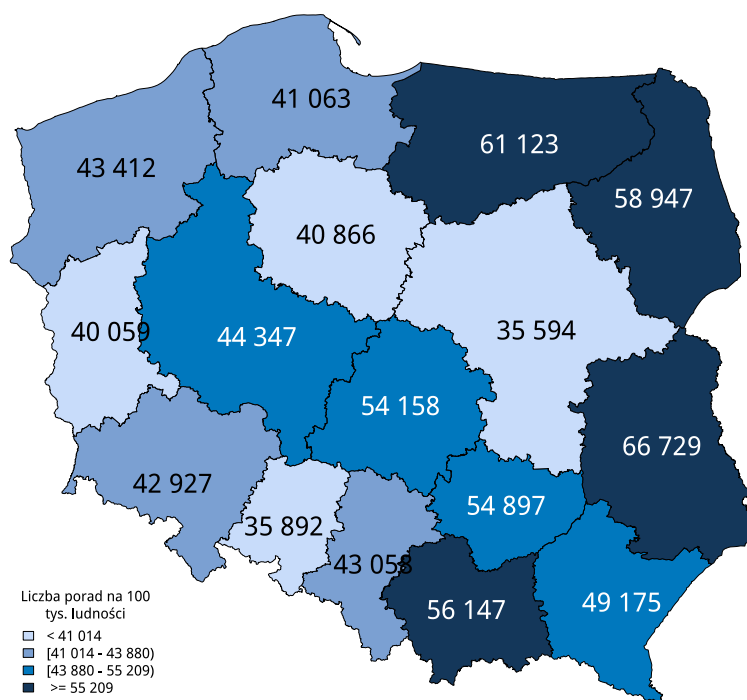 41 063
61 123
43 412
58 947
40 866
40 059
44 347
35 594
54 158
66 729
42 927
54 897
35 892
43 058
56 147
49 175
Liczba porad na 100
tys. ludności
< 41 014
[41 014 - 43 880)
[43 880 - 55 209)
>= 55 209